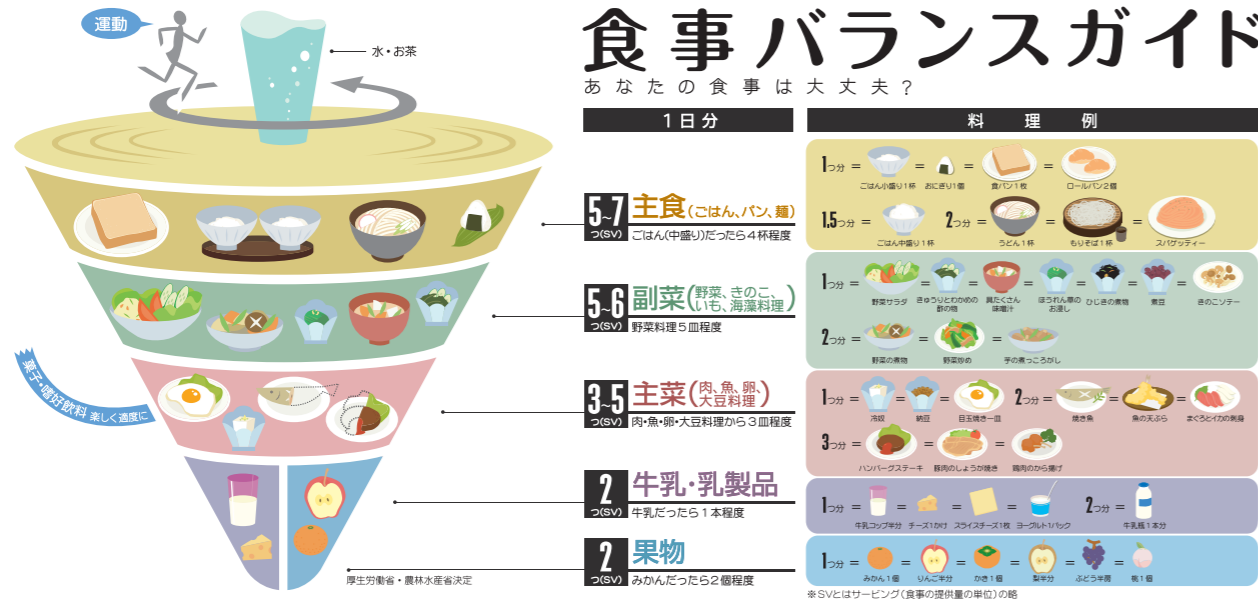 運動
水・お茶
食事バランスガイド
あなたの食事は大丈夫?
1日分
料理例
5~7
つ(SV)
主食(ごはん、パン、麺)
ごはん(中盛り)だったら4杯程度
5~6
つ(SV)
副菜(野菜、きのこ、
いも、海藻料理)
野菜料理5皿程度
3~5
つ(SV)
主菜(肉、魚、卵、
大豆料理)
肉・魚・卵・大豆料理から3皿程度
2
つ(SV)
牛乳・乳製品
牛乳だったら1本程度
2
つ(SV)
果物
みかんだったら2個程度
菓子・嗜好飲料 楽しく適度に
厚生労働省・農林水産省決定
1つ分 = = = =
ごはん小盛り1杯 おにぎり1個 食パン1枚 ロールパン2個
1.5つ分 = 2つ分 = = =
ごはん中盛り1杯 うどん1杯 もりそば1杯 スパゲッティー
1つ分 = = = = = = =
野菜サラダ きゅうりとわかめの 具だくさん ほうれん草の ひじきの煮物 煮豆 きのこソテー
酢の物 味噌汁 お浸し
2つ分 = = =
野菜の煮物 野菜炒め 芋の煮っころがし
1つ分 = = = 2つ分 = = =
冷奴 納豆 目玉焼き一皿 焼き魚 魚の天ぷら まぐろとイカの刺身
3つ分 = = =
ハンバーグステーキ 豚肉のしょうが焼き 鶏肉のから揚げ
1つ分 = = = = 2つ分 =
牛乳コップ半分 チーズ1かけ スライスチーズ1枚 ヨーグルト1パック 牛乳瓶1本分
1つ分 = = = = = =
みかん1個 りんご半分 かき1個 梨半分 ぶどう半房 桃1個
※SVとはサービング(食事の提供量の単位)の略